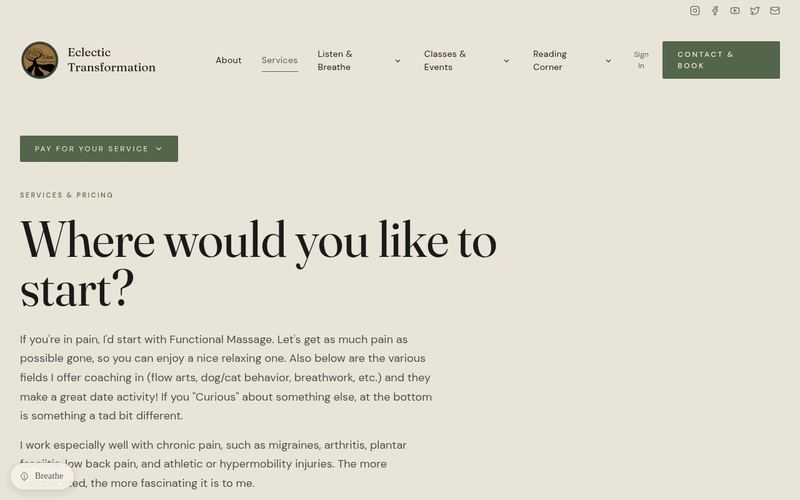 Eclectic
Transformation
About
Services
Listen &
Breathe
Classes &
Events
Reading
Corner
Sign
In
CONTACT &
BOOK
PAY FOR YOUR SERVICE
SERVICES & PRICING
Where would you like to
start?
If you're in pain, I'd start with Functional Massage. Let's get as much pain as
possible gone, so you can enjoy a nice relaxing one. Also below are the various
fields I offer coaching in (flow arts, dog/cat behavior, breathwork, etc.) and they
make a great date activity! If you "Curious" about something else, at the bottom
is something a tad bit different.
I work especially well with chronic pain, such as migraines, arthritis, plantar
low back pain, and athletic or hypermobility injuries. The more
the more fascinating it is to me.
Breathe